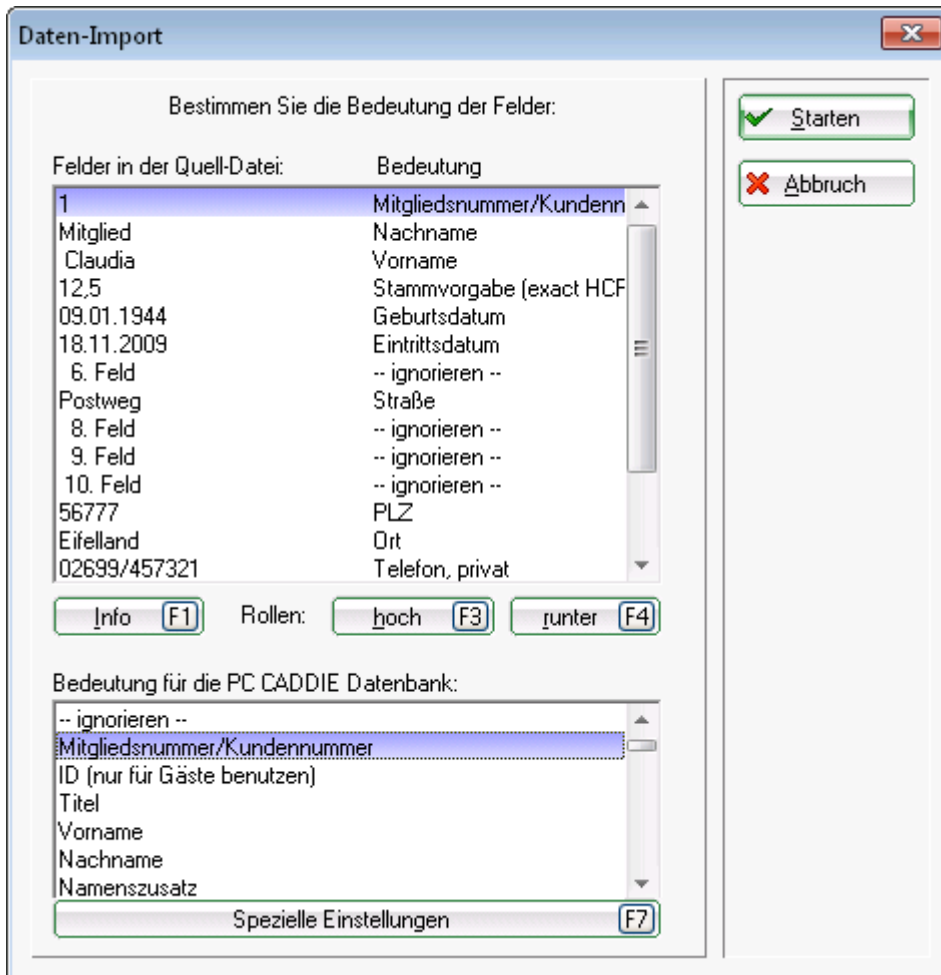 Daten-Import
Bestimmen Sie die Bedeutung der Felder:
Starten
Abbruch
Felder in der Quell-Datei: Bedeutung
1 Mitgliedsnummer/Kundenn
Mitglied Nachname
Claudia Vorname
12,5 Stammvorgabe (exact HCF
09.01.1944 Geburtsdatum
18.11.2009 Eintrittsdatum
6. Feld -- ignorieren --
Postweg Straße
8. Feld -- ignorieren --
9. Feld -- ignorieren --
10. Feld -- ignorieren --
56777 PLZ
Eifelland Ort
02699/457321 Telefon, privat
Info F1 Rollen: hoch F3 runter F4
Bedeutung für die PC CADDIE Datenbank:
-- ignorieren --
Mitgliedsnummer/Kundennummer
ID (nur für Gäste benutzen)
Titel
Vorname
Nachname
Namenszusatz
Spezielle Einstellungen F7